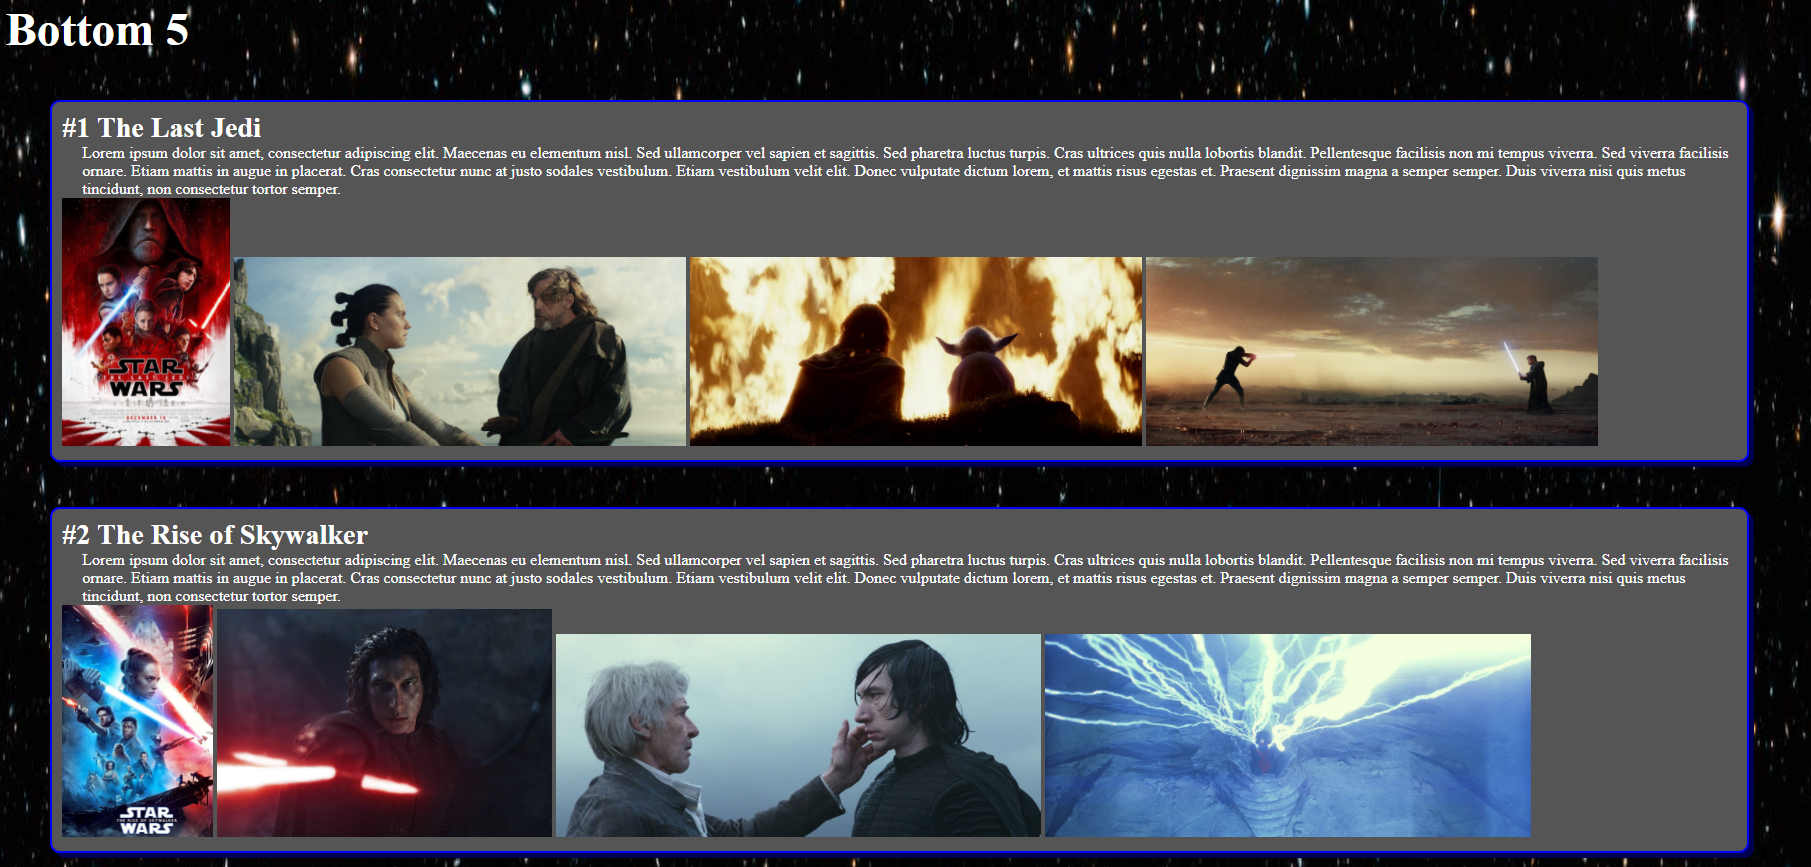 Bottom 5
#1 The Last Jedi
Lorem ipsum dolor sit amet, consectetur adipiscing elit. Maecenas eu elementum nisl. Sed ullamcorper vel sapien et sagittis. Sed pharetra luctus turpis. Cras ultrices quis nulla lobortis blandit. Pellentesque facilisis non mi tempus viverra. Sed viverra facilisis
ornare. Etiam mattis in augue in placerat. Cras consectetur nunc at justo sodales vestibulum. Etiam vestibulum velit elit. Donec vulputate dictum lorem, et mattis risus egestas et. Praesent dignissim magna a semper semper. Duis viverra nisi quis metus
tincidunt, non consectetur tortor semper.
STAR
WARS
DECEMBER 15
#2 The Rise of Skywalker
Lorem ipsum dolor sit amet, consectetur adipiscing elit. Maecenas eu elementum nisl. Sed ullamcorper vel sapien et sagittis. Sed pharetra luctus turpis. Cras ultrices quis nulla lobortis blandit. Pellentesque facilisis non mi tempus viverra. Sed viverra facilisis
ornare. Etiam mattis in augue in placerat. Cras consectetur nunc at justo sodales vestibulum. Etiam vestibulum velit elit. Donec vulputate dictum lorem, et mattis risus egestas et. Praesent dignissim magna a semper semper. Duis viverra nisi quis metus
tincidunt, non consectetur tortor semper.
STAR
THE RISE OF SKYWALKER
WARS